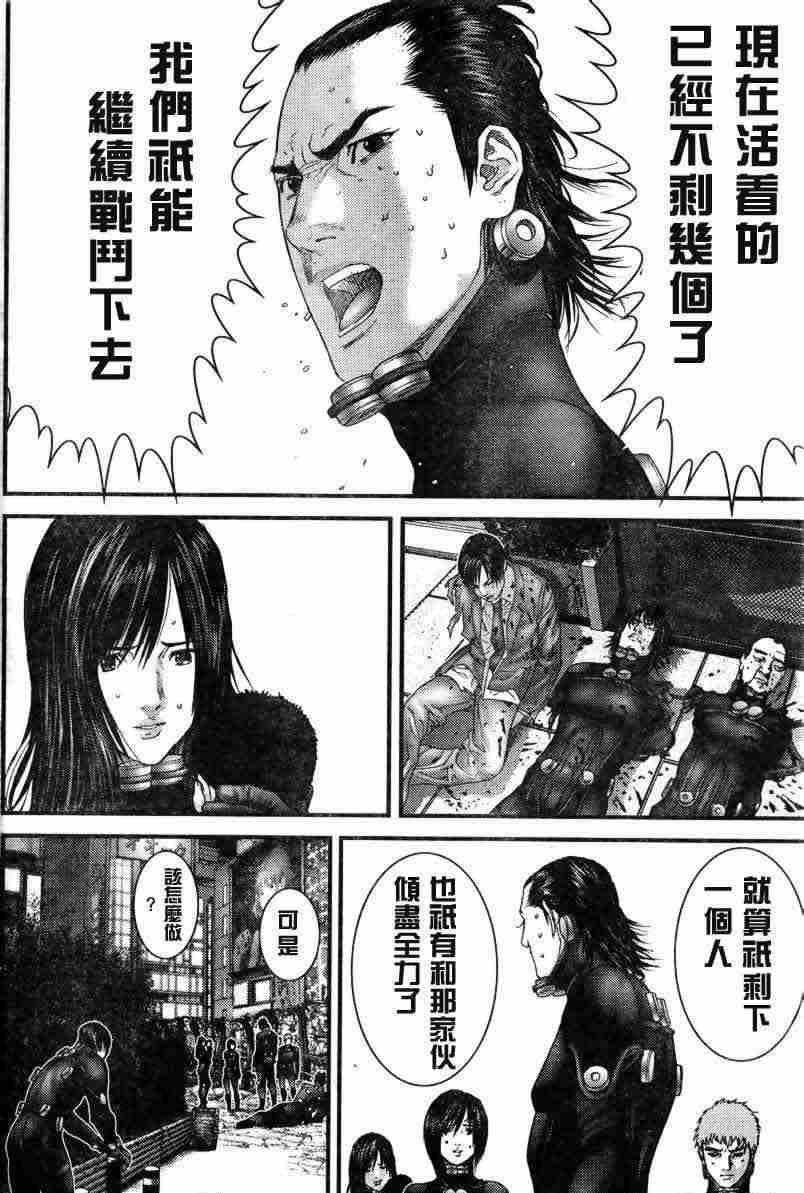 現在活着的
已經不剩幾個了
我們祇能
繼續戰鬥下去
就算祇剩下
一個人
也祇有和那家伙
傾盡全力了
可是
該怎麼做
？